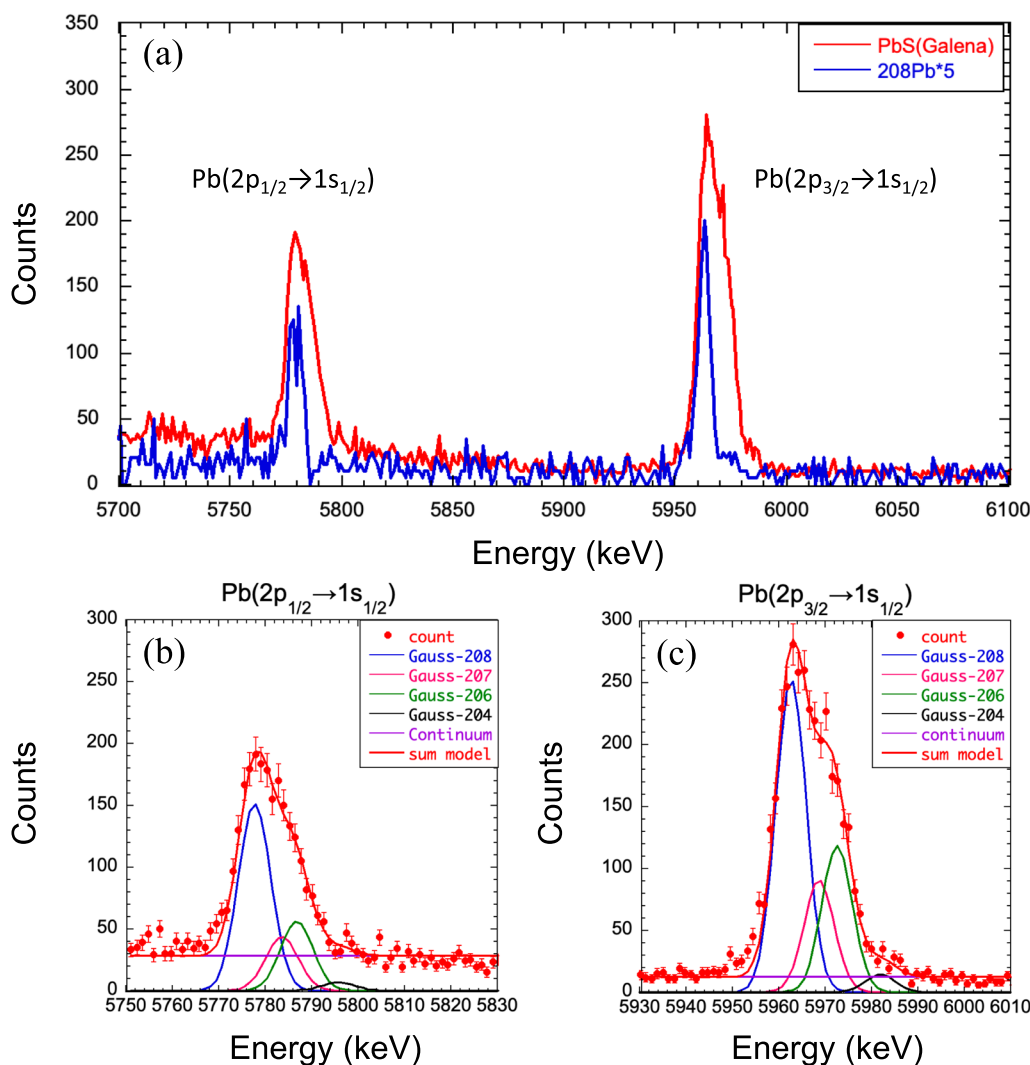 (a)
PbS(Galena)
208Pb*5
Pb(2p1/2→1s1/2)
Pb(2p3/2→1s1/2)
Counts
350
300
250
200
150
100
50
0
5700 5750 5800 5850 5900 5950 6000 6050 6100
Energy (keV)
Pb(2p1/2→1s1/2)
(b)
count
Gauss-208
Gauss-207
Gauss-206
Gauss-204
Continuum
sum model
Counts
300
250
200
150
100
50
0
5750 5760 5770 5780 5790 5800 5810 5820 5830
Energy (keV)
Pb(2p3/2→1s1/2)
(c)
count
Gauss-208
Gauss-207
Gauss-206
Gauss-204
continuum
sum model
Counts
300
250
200
150
100
50
0
5930 5940 5950 5960 5970 5980 5990 6000 6010
Energy (keV)